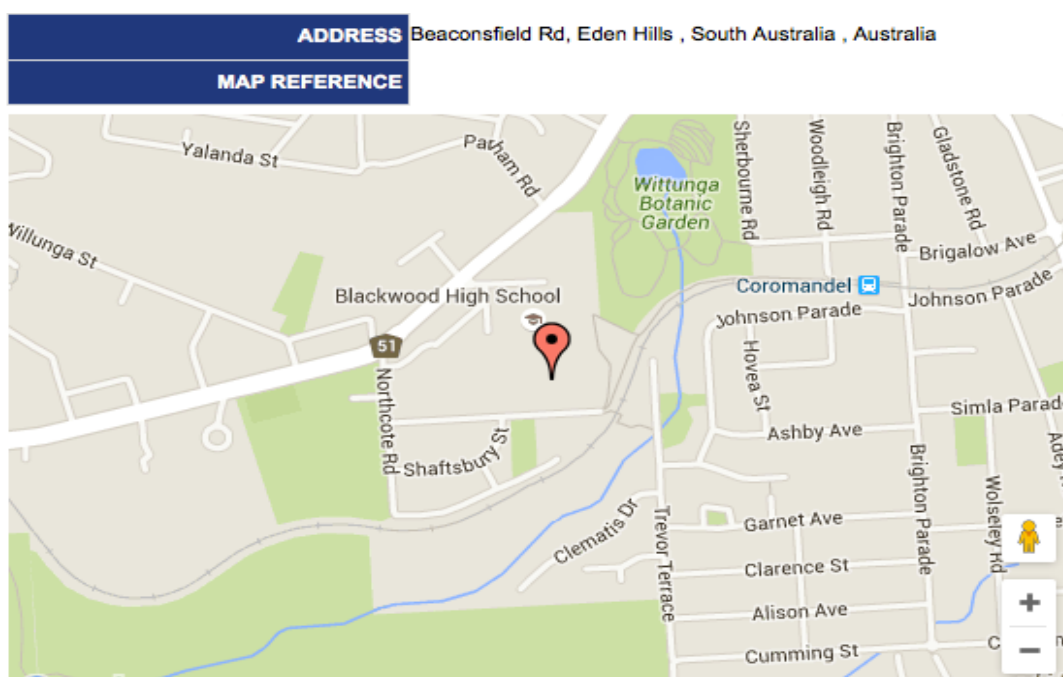 ADDRESS Beaconsfield Rd, Eden Hills , South Australia , Australia
MAP REFERENCE
Yalanda St
Parham Rd
Sherbourne Rd
Woodleigh Rd
Brighton Parade
Gladstone Rd
Wittunga
Botanic
Garden
Willunga St
Brigalow Ave
Coromandel
Blackwood High School
Johnson Parade
Johnson Parade
51
Hovea St
Northcote Rd
Simla Parade
Ashby Ave
Shaftsbury St
Brighton Parade
Wolseley Rd
Clematis Dr
Trevor Terrace
Garnet Ave
Clarence St
Alison Ave
Cumming St
+
−